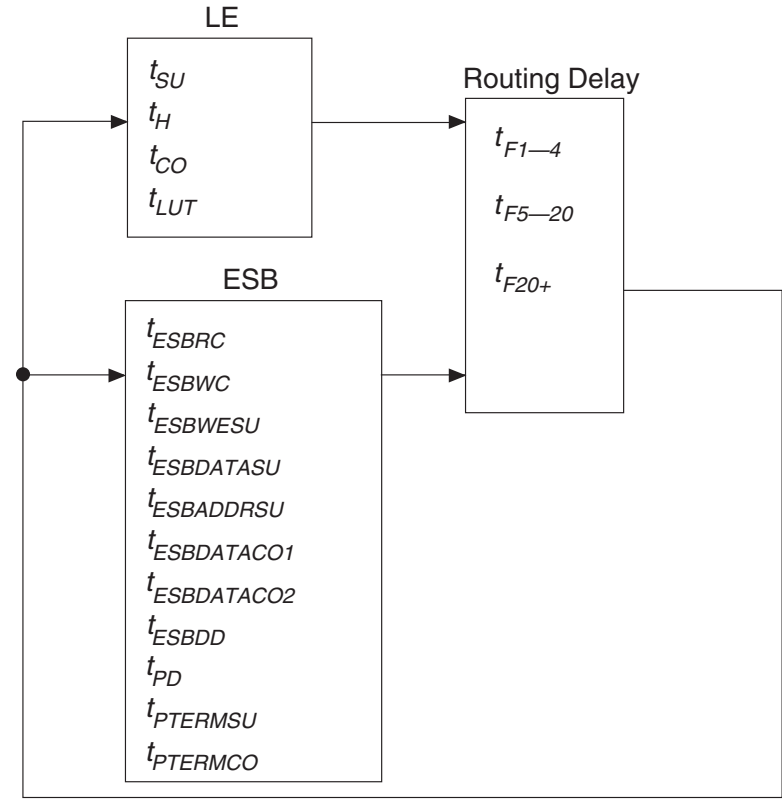 LE
t_SU
t_H
t_CO
t_LUT
Routing Delay
t_F1—4
t_F5—20
t_F20+
ESB
t_ESBRC
t_ESBWC
t_ESBWESU
t_ESBDATASU
t_ESBADDRSU
t_ESBDATACO1
t_ESBDATACO2
t_ESBDD
t_PD
t_PTERMSU
t_PTERMCO